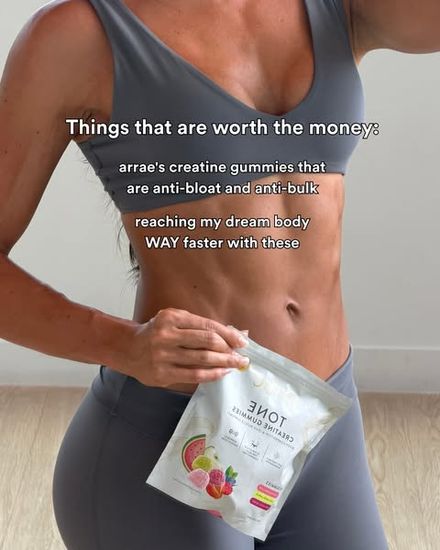 Things that are worth the money:
arrae's creatine gummies that
are anti-bloat and anti-bulk
reaching my dream body
WAY faster with these
TONE
CREATINE GUMMIES